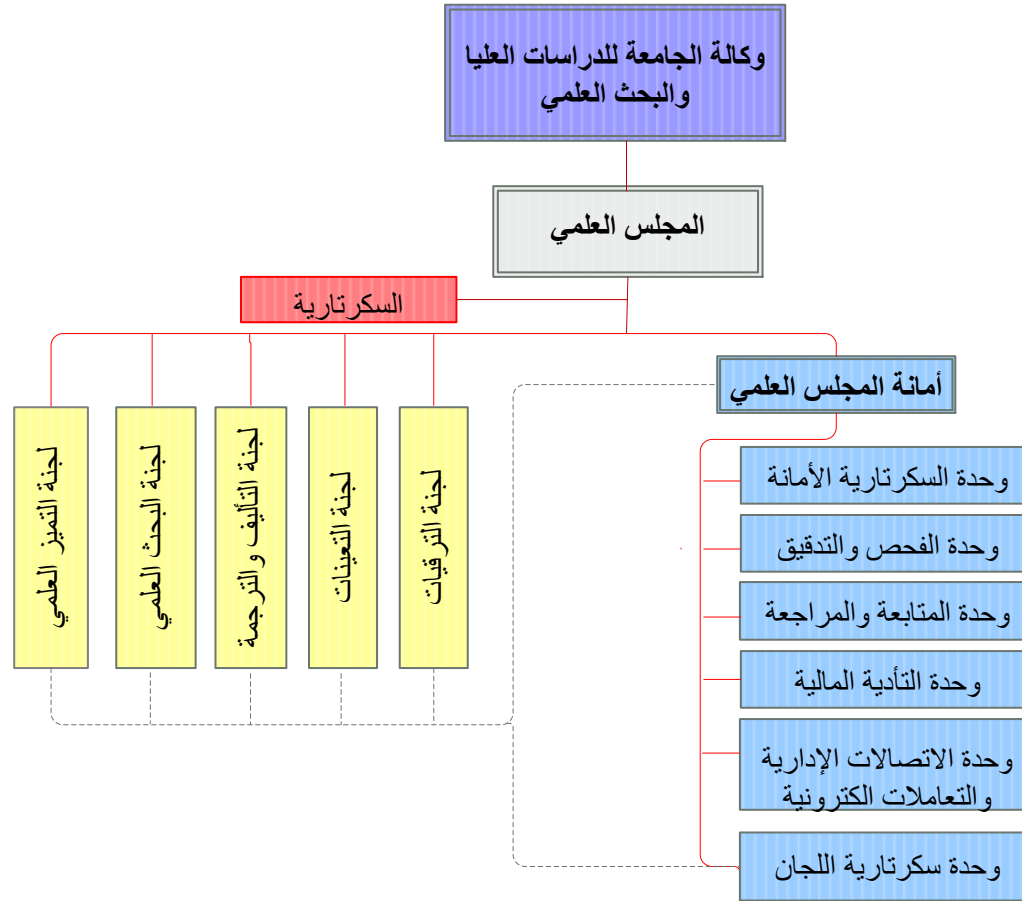 وكالة الجامعة للدراسات العليا
والبحث العلمي
المجلس العلمي
السكرتارية
أمانة المجلس العلمي
وحدة السكرتارية الأمانة
وحدة الفحص والتدقيق
وحدة المتابعة والمراجعة
وحدة التأدية المالية
وحدة الاتصالات الإدارية
والتعاملات الكترونية
وحدة سكرتارية اللجان
لجنة الترقيات
لجنة التعينات
لجنة التأليف والترجمة
لجنة البحث العلمي
لجنة التميز العلمي